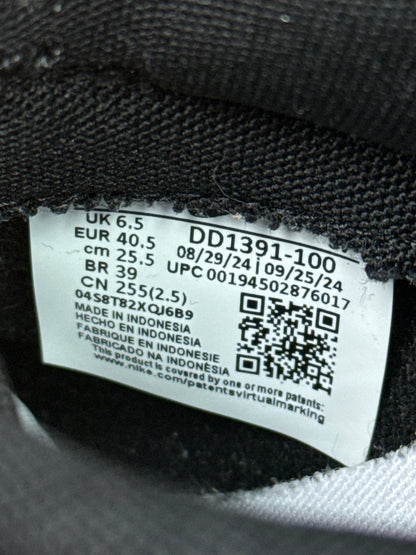 UK 6.5
EUR 40.5
cm 25.5
BR 39
CN 255(2.5)
DD1391-100
08/29/24 | 09/25/24
UPC 00194502876017
04S8T82XQJ6B9
MADE IN INDONESIA
HECHO EN INDONESIA
FABRIQUE EN INDONESIE
FABRICADO NA INDONÉSIA
This product is covered by one or more patents:
www.nike.com/patentsvirtualmarking